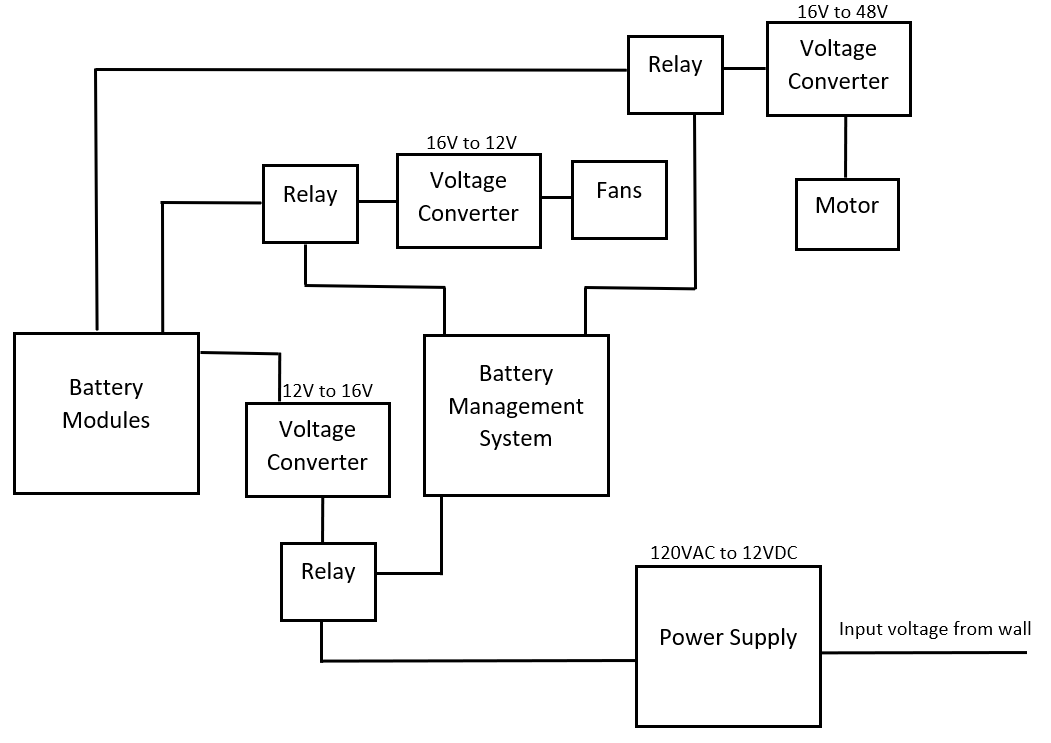 16V to 48V
Relay
Voltage
Converter
16V to 12V
Relay
Voltage
Converter
Fans
Motor
Battery
Modules
12V to 16V
Voltage
Converter
Battery
Management
System
Relay
120VAC to 12VDC
Power Supply
Input voltage from wall